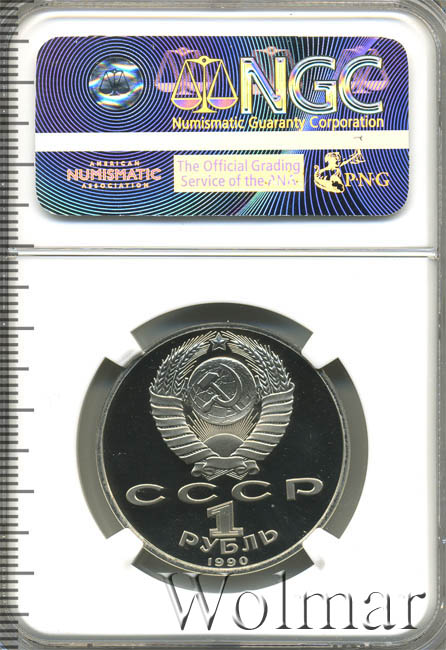 NGC
Numismatic Guaranty Corporation
AMERICAN
NUMISMATIC
ASSOCIATION
The Official Grading
Service of the PNG
PNG
СССР
1
РУБЛЬ
1990
Wolmar